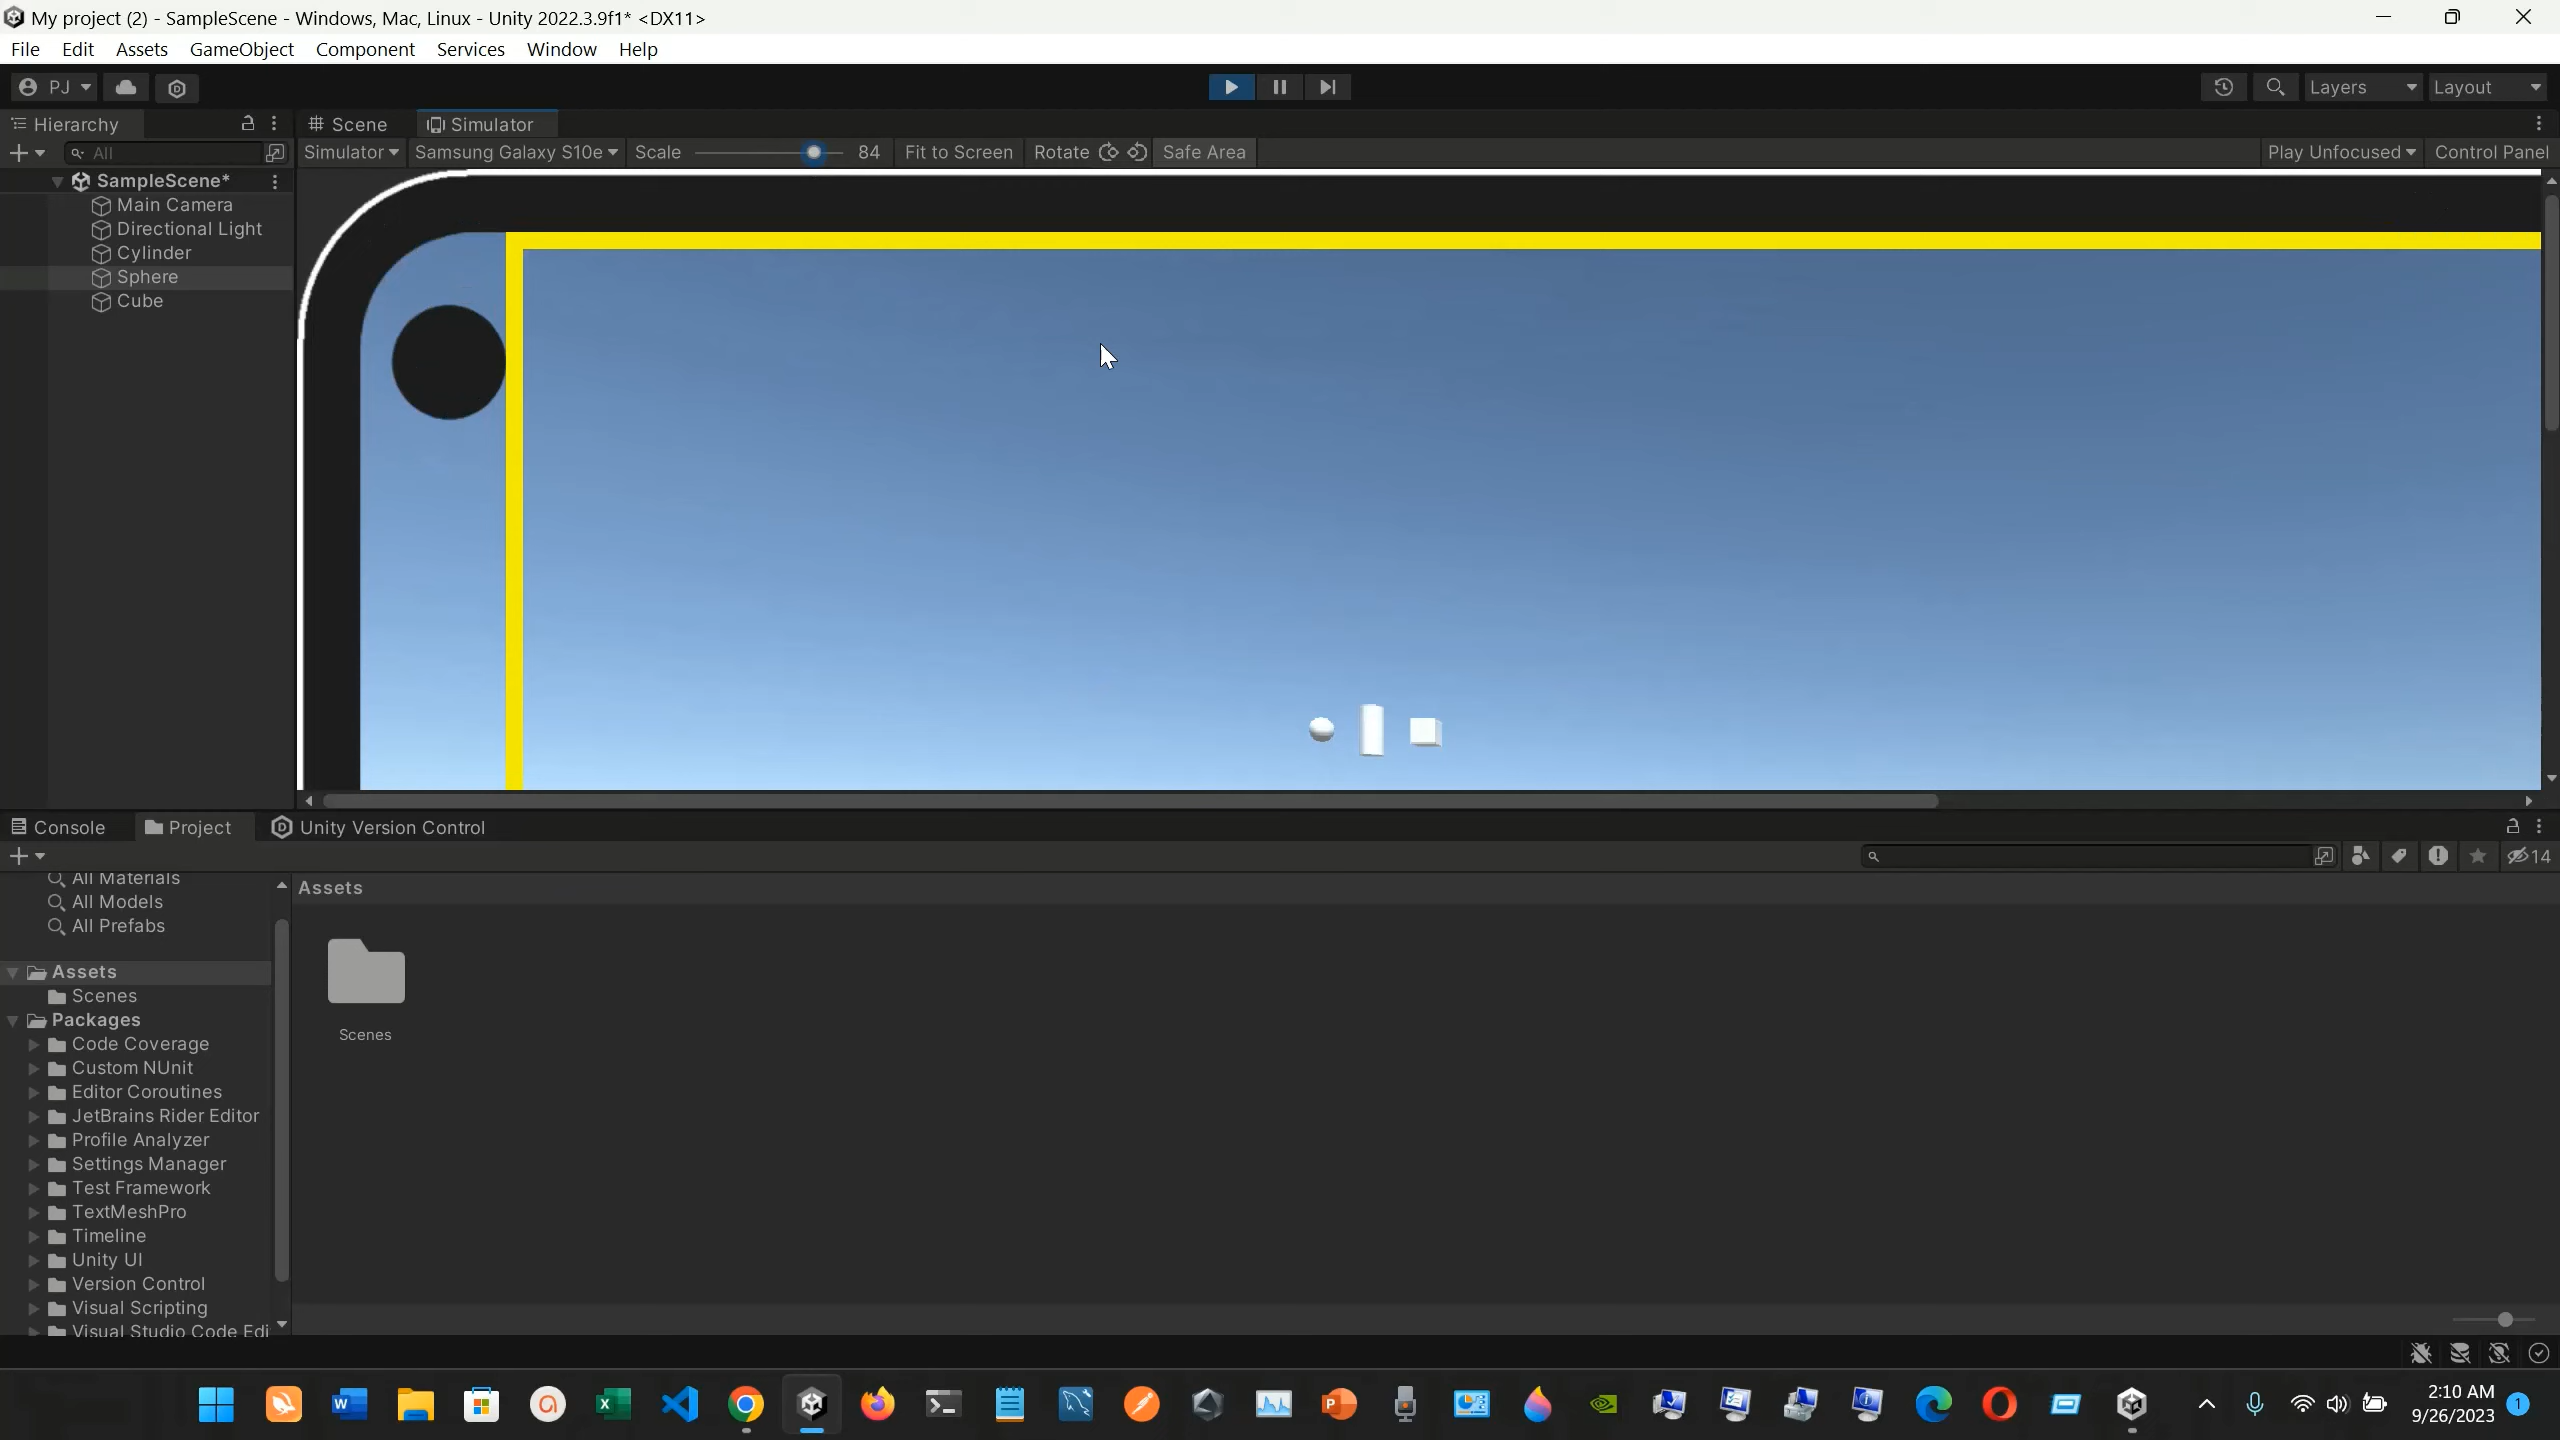 My project (2) - SampleScene - Windows, Mac, Linux - Unity 2022.3.9f1* <DX11>
File Edit Assets GameObject Component Services Window Help
PJ Layers Layout
Hierarchy Scene Simulator
All Simulator Samsung Galaxy S10e Scale 84 Fit to Screen Rotate Safe Area Play Unfocused Control Panel
SampleScene*
Main Camera
Directional Light
Cylinder
Sphere
Cube
Console Project Unity Version Control
14
All Materials
All Models
All Prefabs
Assets
Scenes
Packages
Code Coverage
Custom NUnit
Editor Coroutines
JetBrains Rider Editor
Profile Analyzer
Settings Manager
Test Framework
TextMeshPro
Timeline
Unity UI
Version Control
Visual Scripting
Visual Studio Code Edi
Assets
Scenes
2:10 AM
9/26/2023
1